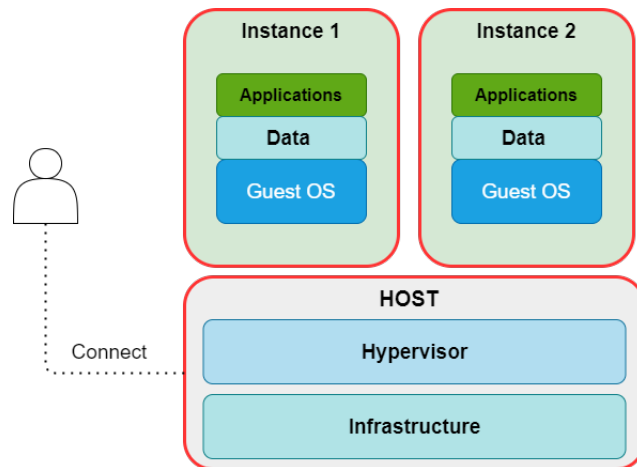 Instance 1
Applications
Data
Guest OS
Instance 2
Applications
Data
Guest OS
Connect
HOST
Hypervisor
Infrastructure